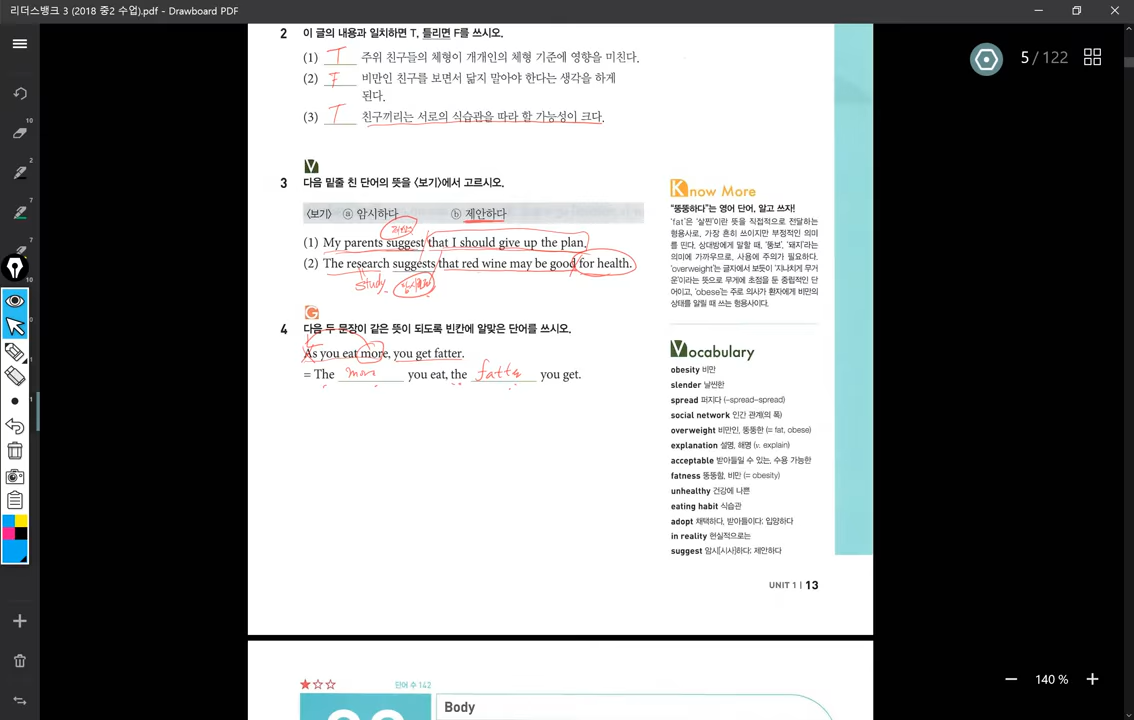 리더스뱅크 3 (2018 중2 수업).pdf - Drawboard PDF
5 / 122
2 이 글의 내용과 일치하면 T, 틀리면 F를 쓰시오.
(1) T 주위 친구들의 체형이 개개인의 체형 기준에 영향을 미친다.
(2) F 비만인 친구를 보면서 닮지 말아야 한다는 생각을 하게
된다.
(3) T 친구끼리는 서로의 식습관을 따라 할 가능성이 크다.
V
3 다음 밑줄 친 단어의 뜻을 <보기>에서 고르시오.
<보기> ⓐ 암시하다 ⓑ 제안하다
(1) My parents suggest that I should give up the plan.
(2) The research suggests that red wine may be good for health.
study
G
4 다음 두 문장이 같은 뜻이 되도록 빈칸에 알맞은 단어를 쓰시오.
As you eat more, you get fatter.
= The more you eat, the fatte you get.
Know More
"뚱뚱하다"는 영어 단어, 알고 쓰자!
'fat'은 '살찐'이란 뜻을 직접적으로 전달하는
형용사로, 가장 흔히 쓰이지만 부정적인 의미
를 띤다. 상대방에게 말할 때, '뚱보', '돼지'라는
의미에 가까우므로, 사용에 주의가 필요하다.
'overweight'는 글자에서 보듯이 '지나치게 무거
운'이라는 뜻으로 무게에 초점을 둔 중립적인 단
어이고, 'obese'는 주로 의사가 환자에게 비만의
상태를 알릴 때 쓰는 형용사이다.
Vocabulary
obesity 비만
slender 날씬한
spread 퍼지다 (-spread-spread)
social network 인간 관계(의 폭)
overweight 비만인, 뚱뚱한 (= fat, obese)
explanation 설명, 해명 (v. explain)
acceptable 받아들일 수 있는, 수용 가능한
fatness 뚱뚱함, 비만 (= obesity)
unhealthy 건강에 나쁜
eating habit 식습관
adopt 채택하다, 받아들이다; 입양하다
in reality 현실적으로는
suggest 암시[시사]하다; 제안하다
UNIT 1 | 13
★☆☆ 단어 수 142
Body
140 %